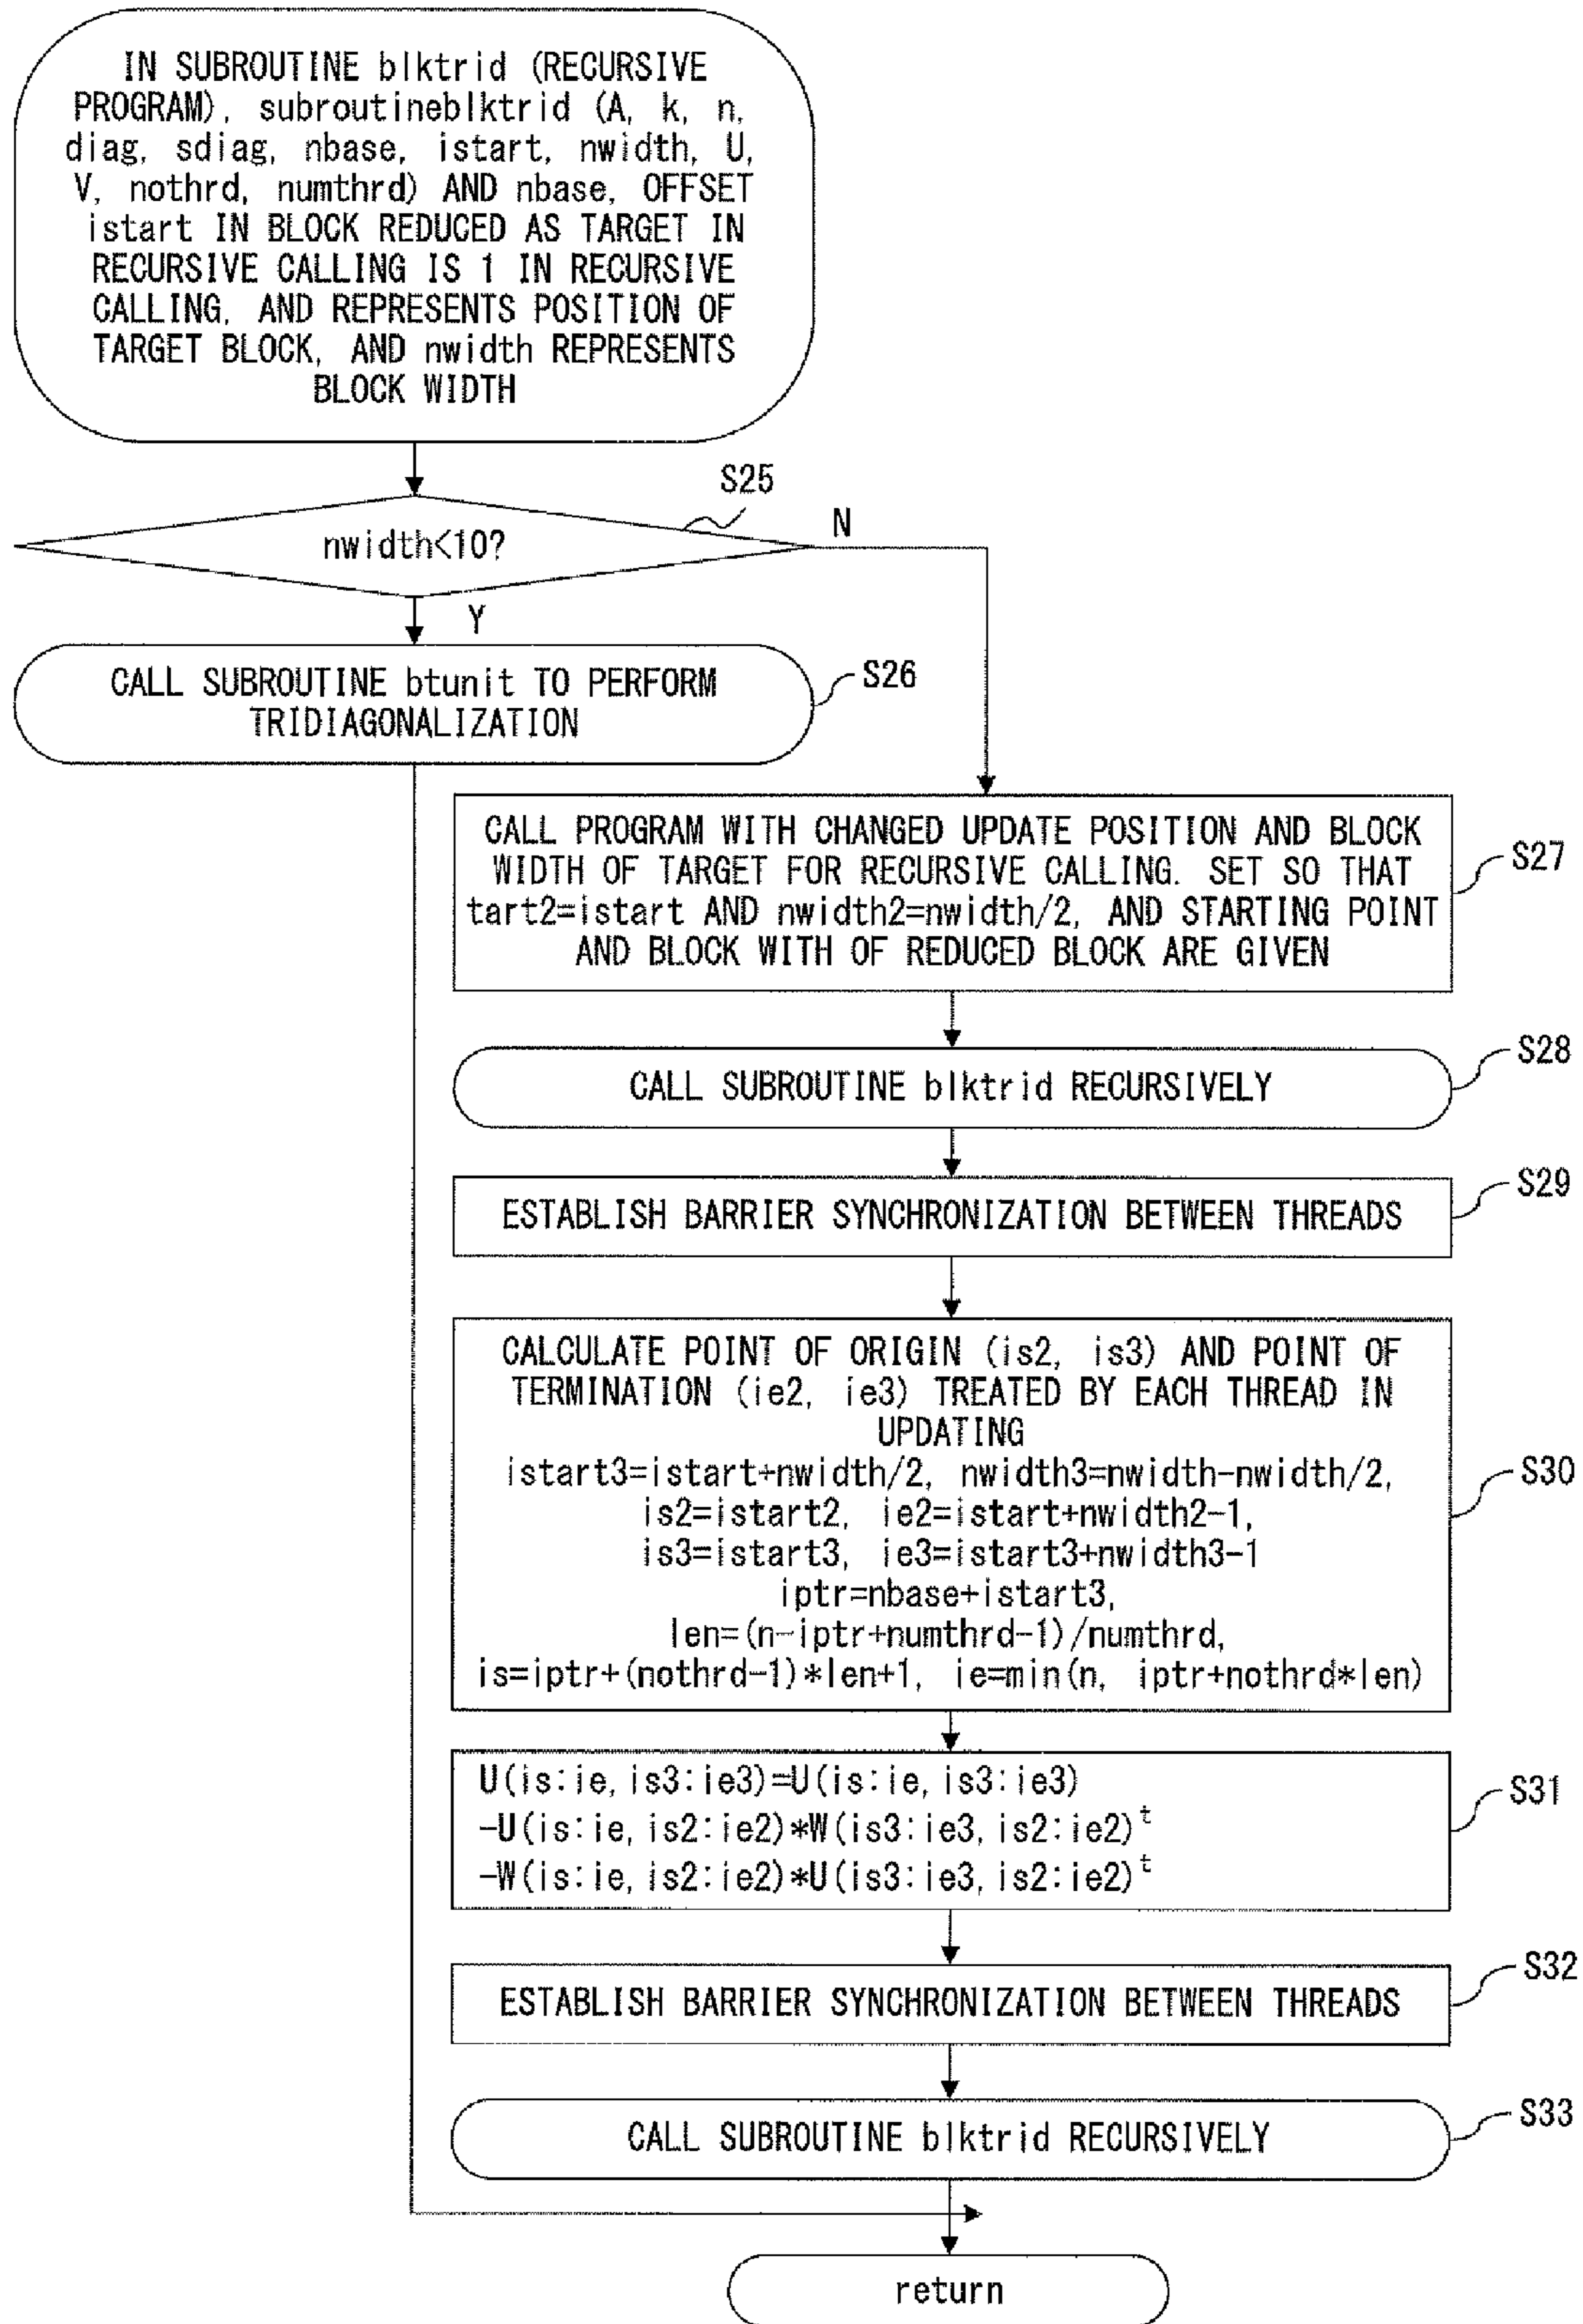 IN SUBROUTINE blktrid (RECURSIVE
PROGRAM), subroutineblktrid (A, k, n,
diag, sdiag, nbase, istart, nwidth, U,
V, nothrd, numthrd) AND nbase, OFFSET
istart IN BLOCK REDUCED AS TARGET IN
RECURSIVE CALLING IS 1 IN RECURSIVE
CALLING, AND REPRESENTS POSITION OF
TARGET BLOCK, AND nwidth REPRESENTS
BLOCK WIDTH
S25
nwidth<10?
N
Y
CALL SUBROUTINE btunit TO PERFORM
TRIDIAGONALIZATION
S26
CALL PROGRAM WITH CHANGED UPDATE POSITION AND BLOCK
WIDTH OF TARGET FOR RECURSIVE CALLING. SET SO THAT
tart2=istart AND nwidth2=nwidth/2, AND STARTING POINT
AND BLOCK WITH OF REDUCED BLOCK ARE GIVEN
S27
CALL SUBROUTINE blktrid RECURSIVELY
S28
ESTABLISH BARRIER SYNCHRONIZATION BETWEEN THREADS
S29
CALCULATE POINT OF ORIGIN (is2, is3) AND POINT OF
TERMINATION (ie2, ie3) TREATED BY EACH THREAD IN
UPDATING
istart3=istart+nwidth/2, nwidth3=nwidth-nwidth/2,
is2=istart2, ie2=istart+nwidth2-1,
is3=istart3, ie3=istart3+nwidth3-1
iptr=nbase+istart3,
len=(n-iptr+numthrd-1)/numthrd,
is=iptr+(nothrd-1)*len+1, ie=min(n, iptr+nothrd*len)
S30
U(is:ie, is3:ie3)=U(is:ie, is3:ie3)
-U(is:ie, is2:ie2)*W(is3:ie3, is2:ie2)ᵗ
-W(is:ie, is2:ie2)*U(is3:ie3, is2:ie2)ᵗ
S31
ESTABLISH BARRIER SYNCHRONIZATION BETWEEN THREADS
S32
CALL SUBROUTINE blktrid RECURSIVELY
S33
return